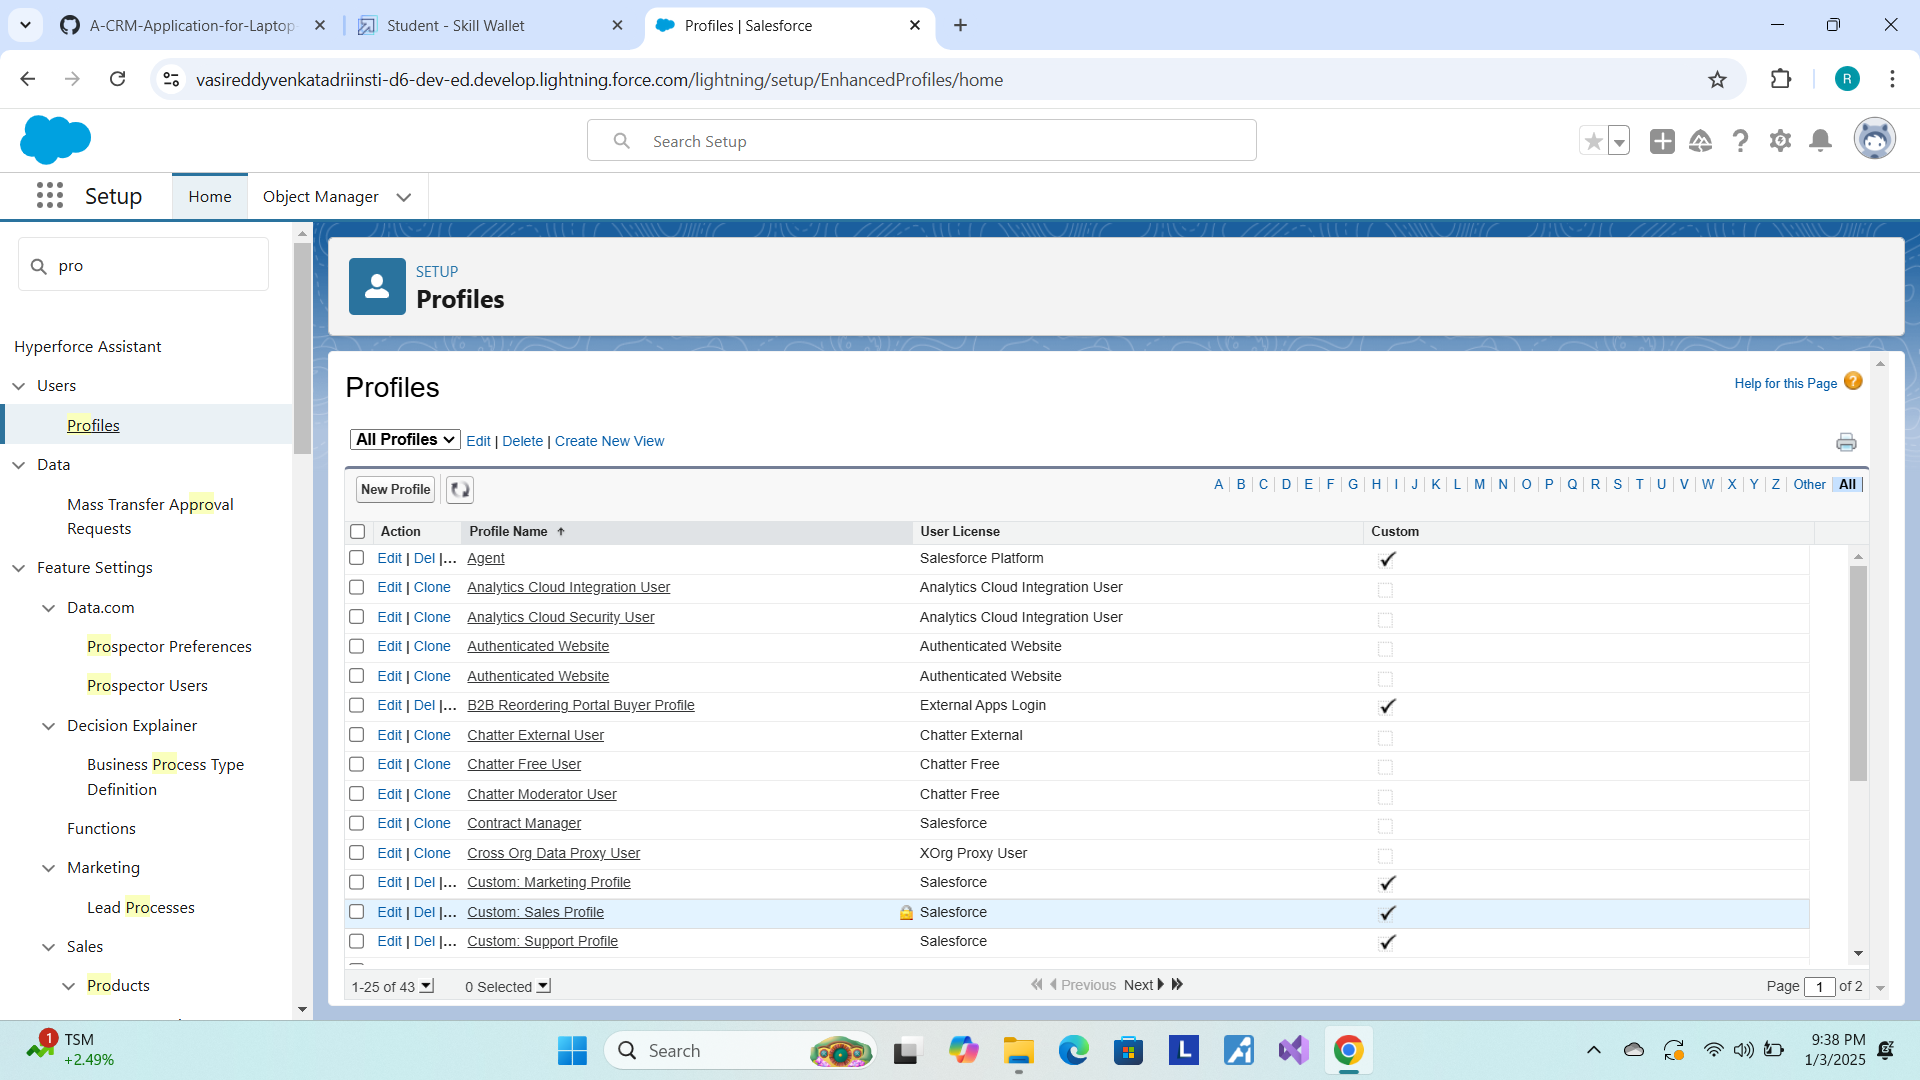 A-CRM-Application-for-Laptop-
Student - Skill Wallet
Profiles | Salesforce
vasireddyvenkatadriinsti-d6-dev-ed.develop.lightning.force.com/lightning/setup/EnhancedProfiles/home
R
Search Setup
Setup
Home
Object Manager
pro
Hyperforce Assistant
Users
Profiles
Data
Mass Transfer Approval
Requests
Feature Settings
Data.com
Prospector Preferences
Prospector Users
Decision Explainer
Business Process Type
Definition
Functions
Marketing
Lead Processes
Sales
Products
SETUP
Profiles
Profiles
Help for this Page
All Profiles Edit | Delete | Create New View
New Profile
A | B | C | D | E | F | G | H | I | J | K | L | M | N | O | P | Q | R | S | T | U | V | W | X | Y | Z | Other | All
Action Profile Name User License Custom
Edit | Del |... Agent Salesforce Platform
Edit | Clone Analytics Cloud Integration User Analytics Cloud Integration User
Edit | Clone Analytics Cloud Security User Analytics Cloud Integration User
Edit | Clone Authenticated Website Authenticated Website
Edit | Clone Authenticated Website Authenticated Website
Edit | Del |... B2B Reordering Portal Buyer Profile External Apps Login
Edit | Clone Chatter External User Chatter External
Edit | Clone Chatter Free User Chatter Free
Edit | Clone Chatter Moderator User Chatter Free
Edit | Clone Contract Manager Salesforce
Edit | Clone Cross Org Data Proxy User XOrg Proxy User
Edit | Del |... Custom: Marketing Profile Salesforce
Edit | Del |... Custom: Sales Profile Salesforce
Edit | Del |... Custom: Support Profile Salesforce
1-25 of 43 0 Selected Previous Next Page 1 of 2
1
TSM
+2.49%
Search
L
9:38 PM
1/3/2025